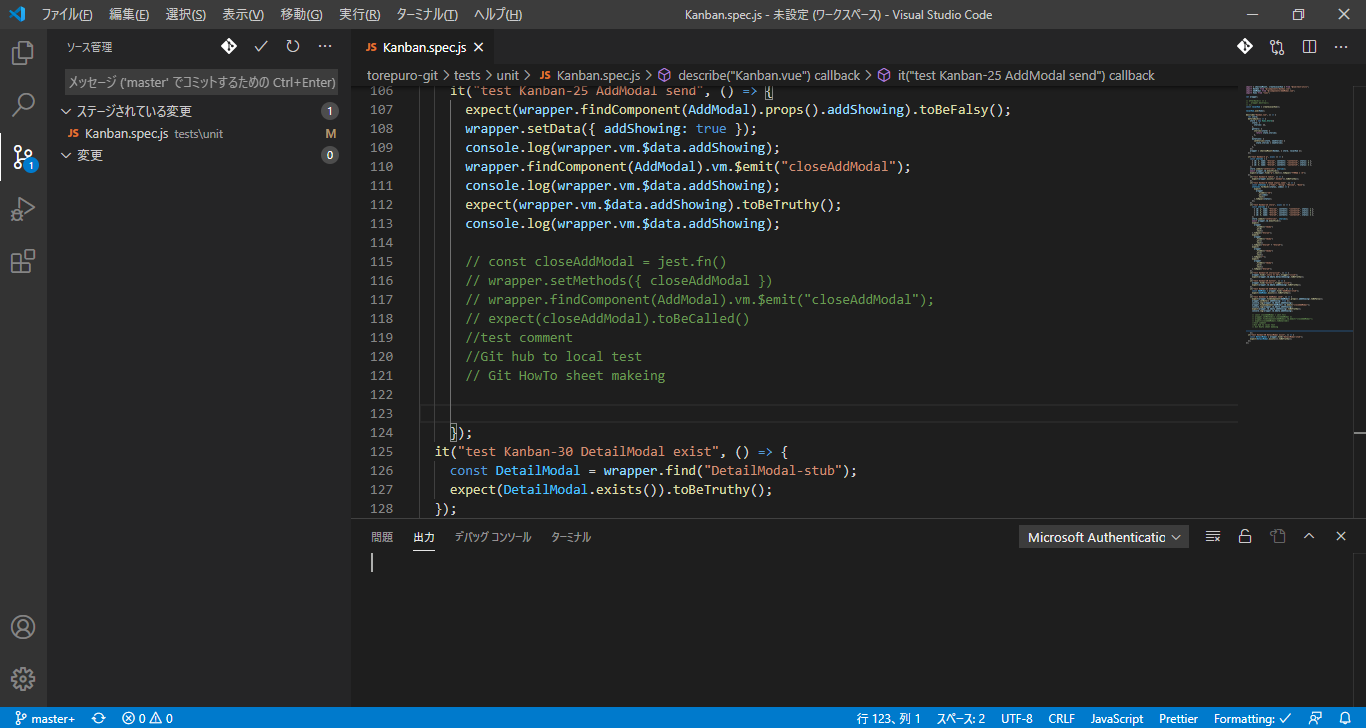 ファイル(F) 編集(E) 選択(S) 表示(V) 移動(G) 実行(R) ターミナル(T) ヘルプ(H) Kanban.spec.js - 未設定 (ワークスペース) - Visual Studio Code
ソース管理
メッセージ ('master' でコミットするための Ctrl+Enter)
ステージされている変更 1
JS Kanban.spec.js tests\unit M
変更 0
1
JS Kanban.spec.js
torepuro-git > tests > unit > JS Kanban.spec.js > describe("Kanban.vue") callback > it("test Kanban-25 AddModal send") callback
106 it("test Kanban-25 AddModal send", () => {
107 expect(wrapper.findComponent(AddModal).props().addShowing).toBeFalsy();
108 wrapper.setData({ addShowing: true });
109 console.log(wrapper.vm.$data.addShowing);
110 wrapper.findComponent(AddModal).vm.$emit("closeAddModal");
111 console.log(wrapper.vm.$data.addShowing);
112 expect(wrapper.vm.$data.addShowing).toBeTruthy();
113 console.log(wrapper.vm.$data.addShowing);
114
115 // const closeAddModal = jest.fn()
116 // wrapper.setMethods({ closeAddModal })
117 // wrapper.findComponent(AddModal).vm.$emit("closeAddModal");
118 // expect(closeAddModal).toBeCalled()
119 //test comment
120 //Git hub to local test
121 // Git HowTo sheet makeing
122
123
124 });
125 it("test Kanban-30 DetailModal exist", () => {
126 const DetailModal = wrapper.find("DetailModal-stub");
127 expect(DetailModal.exists()).toBeTruthy();
128 });
問題 出力 デバッグ コンソール ターミナル Microsoft Authenticatio
master+ 0 0 行 123、列 1 スペース: 2 UTF-8 CRLF JavaScript Prettier Formatting: ✓